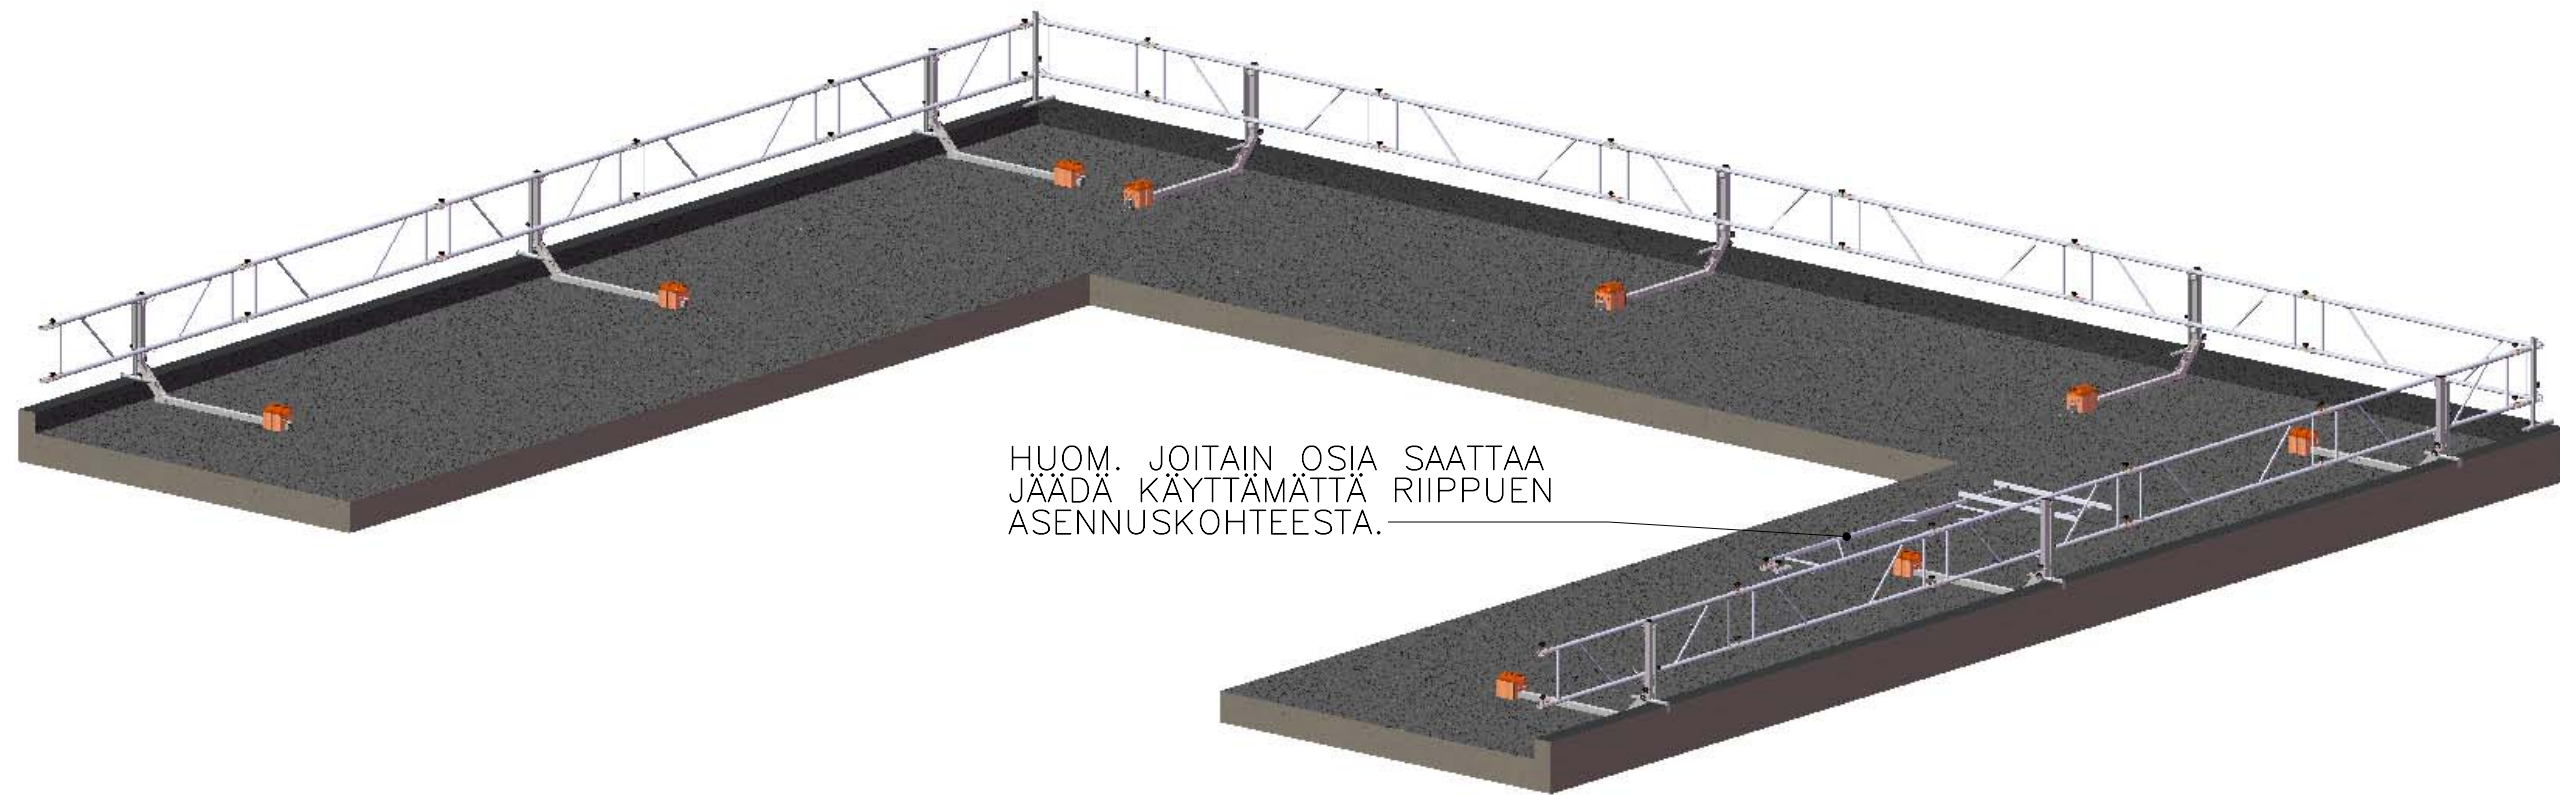 HUOM. JOITAIN OSIA SAATTAA
JÄÄDÄ KÄYTTÄMÄTTÄ RIIPPUEN
ASENNUSKOHTEESTA.